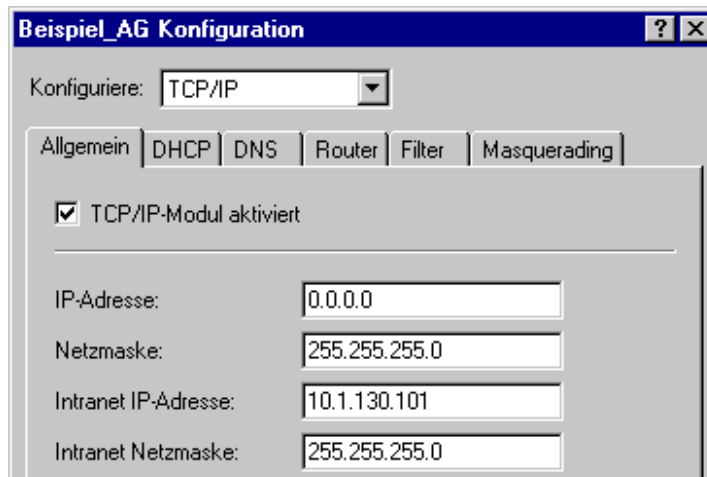 Beispiel_AG Konfiguration
Konfiguriere: TCP/IP
Allgemein DHCP DNS Router Filter Masquerading
TCP/IP-Modul aktiviert
IP-Adresse: 0.0.0.0
Netzmaske: 255.255.255.0
Intranet IP-Adresse: 10.1.130.101
Intranet Netzmaske: 255.255.255.0